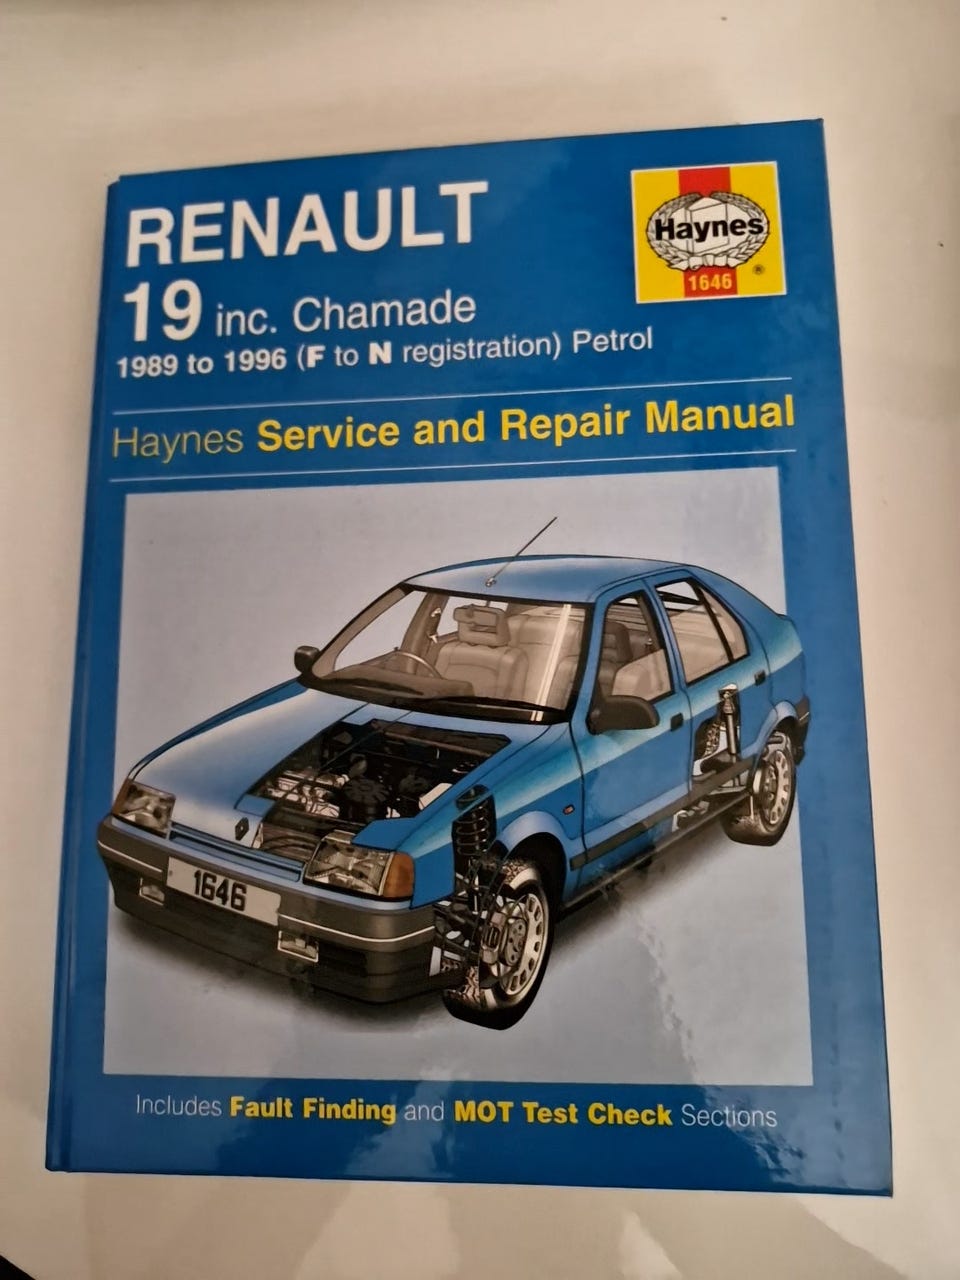 RENAULT
19 inc. Chamade
1989 to 1996 (F to N registration) Petrol
Haynes
®
1646
Haynes Service and Repair Manual
1646
Includes Fault Finding and MOT Test Check Sections